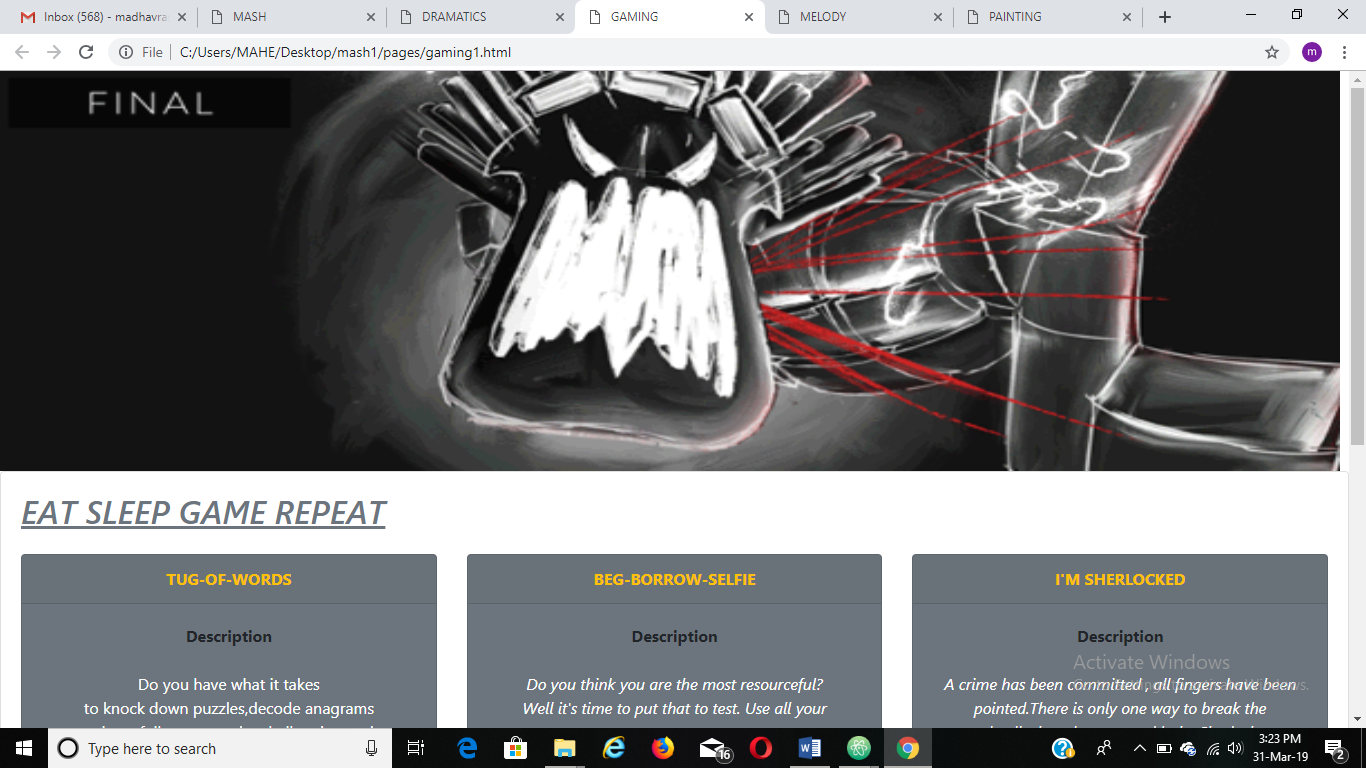 Inbox (568) - madhavra
MASH
DRAMATICS
GAMING
MELODY
PAINTING
File
C:/Users/MAHE/Desktop/mash1/pages/gaming1.html
m
FINAL
EAT SLEEP GAME REPEAT
TUG-OF-WORDS
Description
Do you have what it takes
to knock down puzzles,decode anagrams
BEG-BORROW-SELFIE
Description
Do you think you are the most resourceful?
Well it's time to put that to test. Use all your
I'M SHERLOCKED
Description
A crime has been committed , all fingers have been
pointed.There is only one way to break the
Activate Windows
Type here to search
16
3:23 PM
31-Mar-19
2